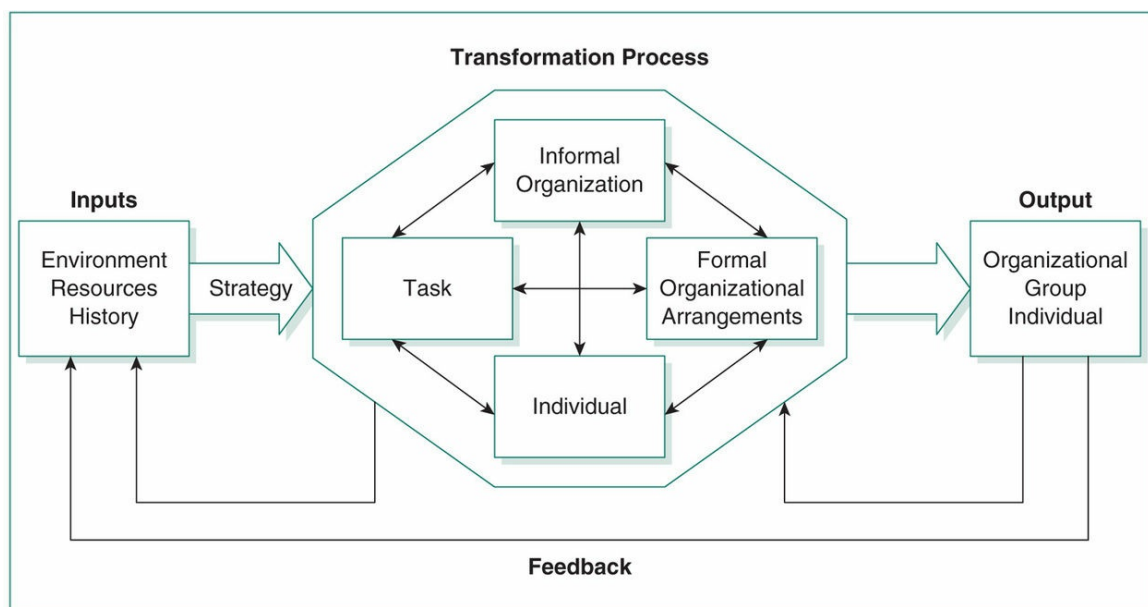 Transformation Process
Informal
Organization
Inputs
Output
Environment
Resources
History
Strategy
Task
Formal
Organizational
Arrangements
Organizational
Group
Individual
Individual
Feedback